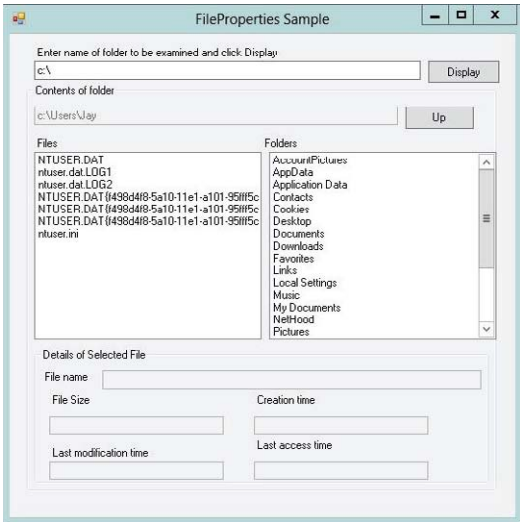 FileProperties Sample
Enter name of folder to be examined and click Display
c:\
Display
Contents of folder
c:\Users\Jay
Up
Files
Folders
NTUSER.DAT
ntuser.dat.LOG1
ntuser.dat.LOG2
NTUSER.DAT{f498d4f8-5a10-11e1-a101-95fff5c
NTUSER.DAT{f498d4f8-5a10-11e1-a101-95fff5c
NTUSER.DAT{f498d4f8-5a10-11e1-a101-95fff5c
ntuser.ini
AccountPictures
AppData
Application Data
Contacts
Cookies
Desktop
Documents
Downloads
Favorites
Links
Local Settings
Music
My Documents
NetHood
Pictures
Details of Selected File
File name
File Size
Creation time
Last modification time
Last access time